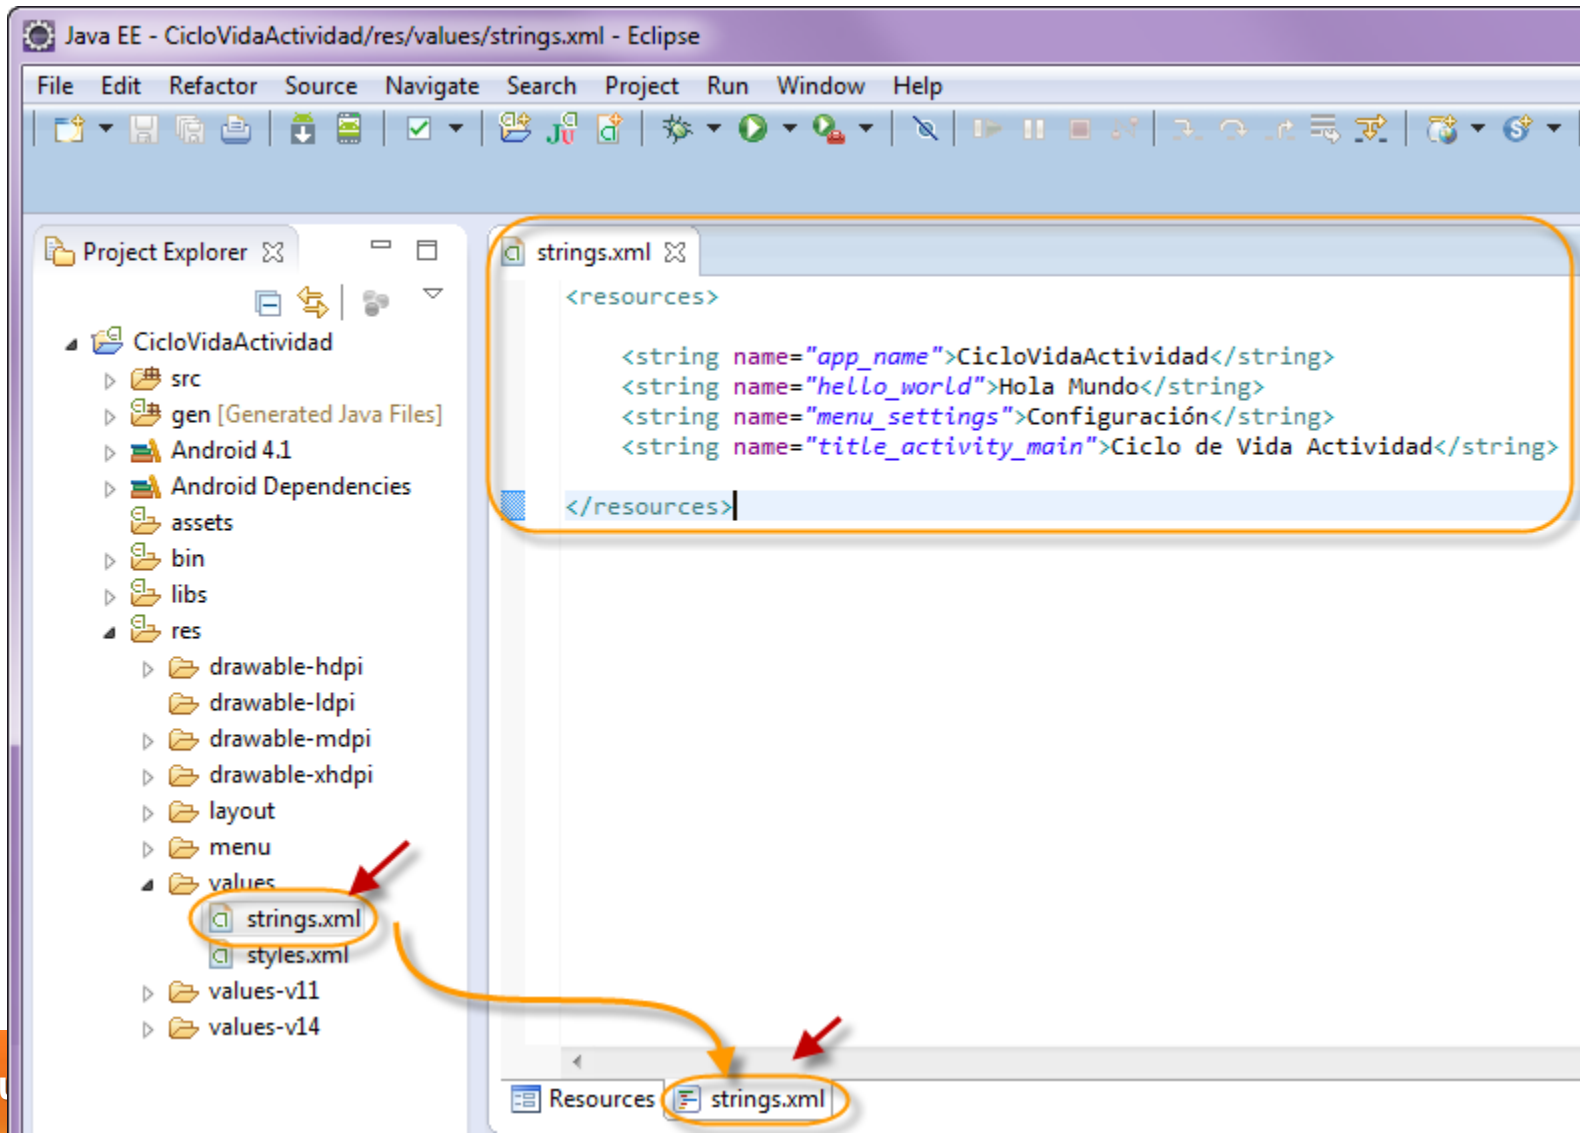 Java EE - CicloVidaActividad/res/values/strings.xml - Eclipse
File Edit Refactor Source Navigate Search Project Run Window Help
Project Explorer
CicloVidaActividad
src
gen [Generated Java Files]
Android 4.1
Android Dependencies
assets
bin
libs
res
drawable-hdpi
drawable-ldpi
drawable-mdpi
drawable-xhdpi
layout
menu
values
strings.xml
styles.xml
values-v11
values-v14
strings.xml
<resources>
<string name="app_name">CicloVidaActividad</string>
<string name="hello_world">Hola Mundo</string>
<string name="menu_settings">Configuración</string>
<string name="title_activity_main">Ciclo de Vida Actividad</string>
</resources>
Resources strings.xml